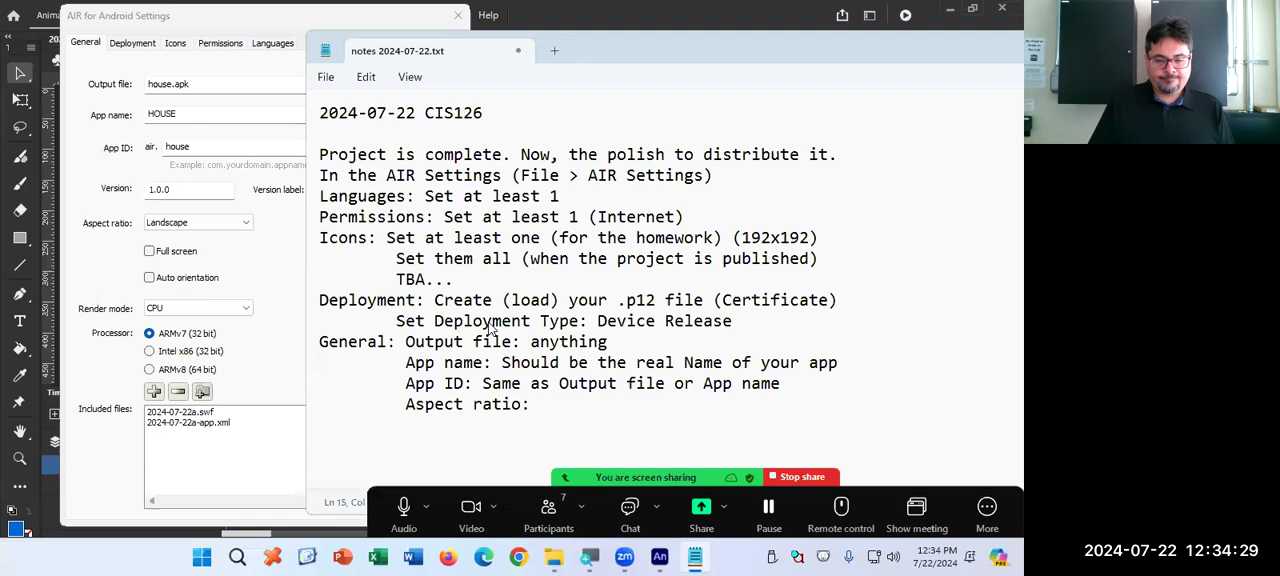 Anima
AIR for Android Settings
Help
General
Deployment
Icons
Permissions
Languages
Output file:
house.apk
App name:
HOUSE
App ID:
air.
house
Example: com.yourdomain.appname
Version:
1.0.0
Version label:
Aspect ratio:
Landscape
Full screen
Auto orientation
Render mode:
CPU
Processor:
ARMv7 (32 bit)
Intel x86 (32 bit)
ARMv8 (64 bit)
Included files:
2024-07-22a.swf
2024-07-22a-app.xml
notes 2024-07-22.txt
File
Edit
View
2024-07-22 CIS126
Project is complete. Now, the polish to distribute it.
In the AIR Settings (File > AIR Settings)
Languages: Set at least 1
Permissions: Set at least 1 (Internet)
Icons: Set at least one (for the homework) (192x192)
Set them all (when the project is published)
TBA...
Deployment: Create (load) your .p12 file (Certificate)
Set Deployment Type: Device Release
General: Output file: anything
App name: Should be the real Name of your app
App ID: Same as Output file or App name
Aspect ratio:
Ln 15, Col
You are screen sharing
Stop share
Audio
Video
7
Participants
Chat
Share
Pause
Remote control
Show meeting
More
12:34 PM
7/22/2024
2024-07-22 12:34:29